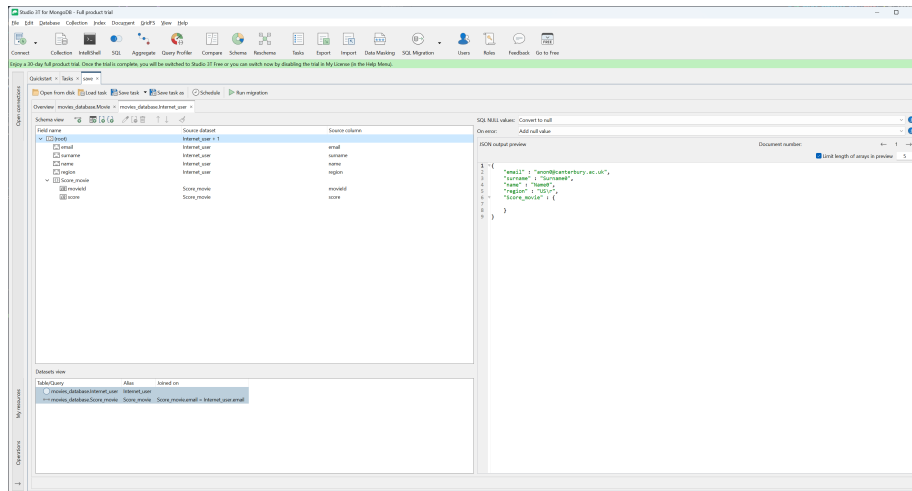 Studio 3T for MongoDB - Full product trial
File Edit Database Collection Index Document GridFS View Help
Connect Collection IntelliShell SQL Aggregate Query Profiler Compare Schema Reschema Tasks Export Import Data Masking SQL Migration Users Roles Feedback Go to Free
Enjoy a 30-day full product trial. Once the trial is complete, you will be switched to Studio 3T Free or you can switch now by disabling the trial in My License (in the Help Menu).
Quickstart × Tasks × save ×
Open from disk Load task Save task Save task as Schedule Run migration
Overview movies_database.Movie × movies_database.Internet_user ×
Schema view
Field name Source dataset Source column
(root) Internet_user + 1
email Internet_user email
surname Internet_user surname
name Internet_user name
region Internet_user region
Score_movie
movieId Score_movie movieId
score Score_movie score
Datasets view
Table/Query Alias Joined on
movies_database.Internet_user Internet_user
movies_database.Score_movie Score_movie Score_movie.email = Internet_user.email
SQL NULL values: Convert to null
On error: Add null value
JSON output preview Document number: ← 1 →
Limit length of arrays in preview 5
1 {
2 "email" : "anon0@canterbury.ac.uk",
3 "surname" : "Surname0",
4 "name" : "Name0",
5 "region" : "US\r",
6 "Score_movie" : {
7
8 }
9 }
Open connections
My resources
Operations